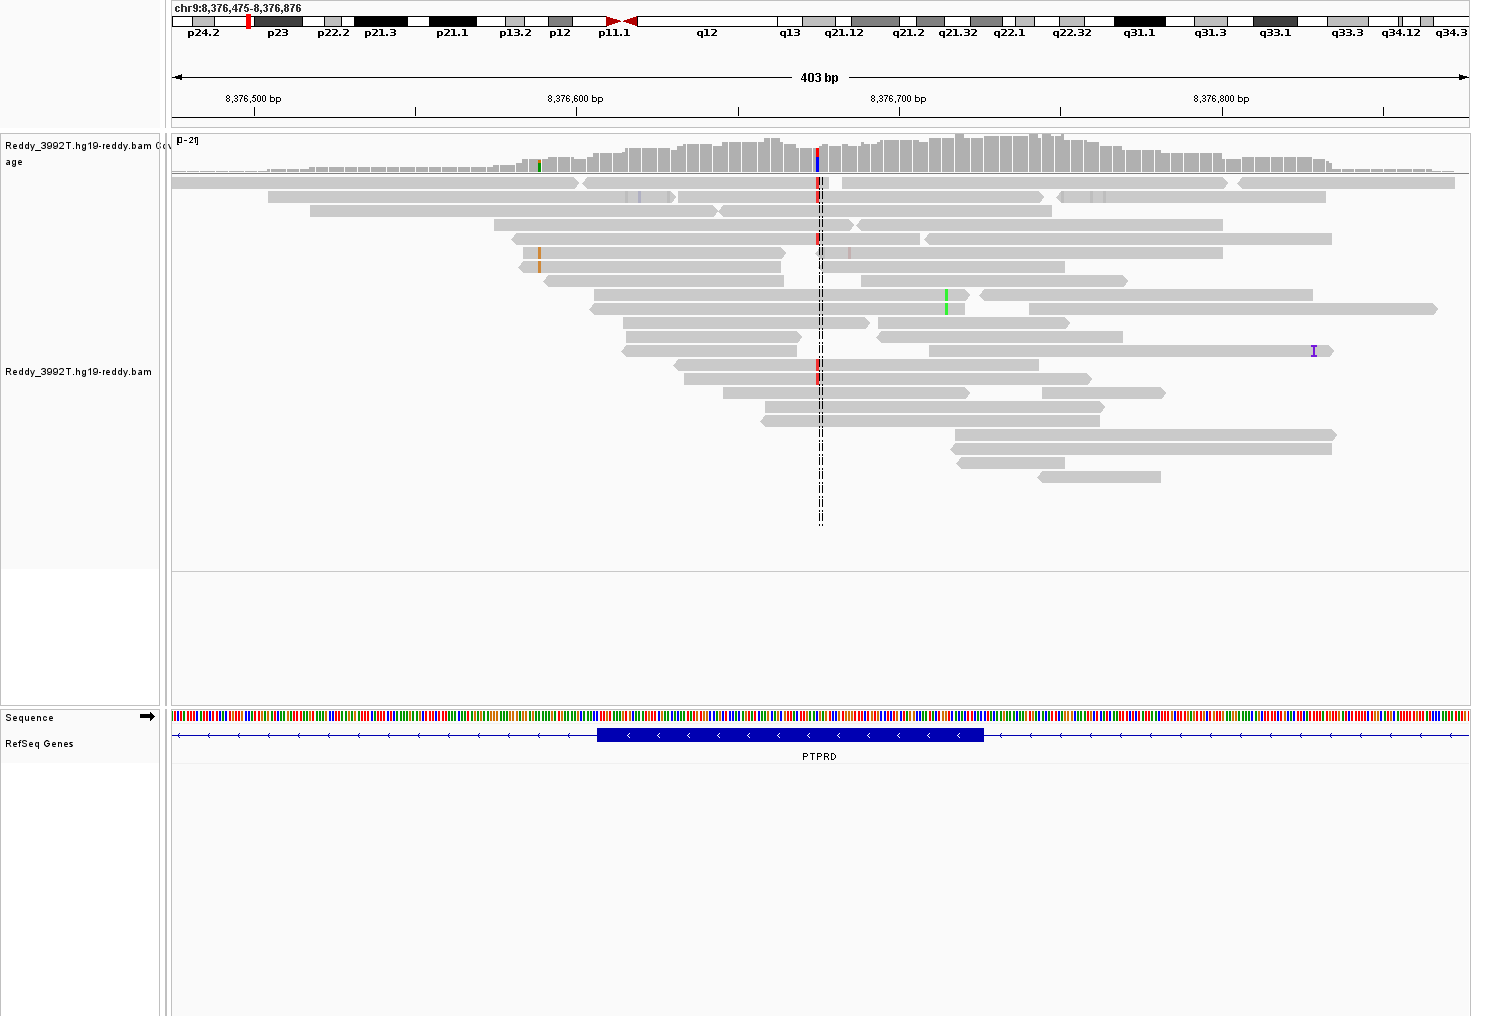 chr9:8,376,475-8,376,876
p24.2 p23 p22.2 p21.3 p21.1 p13.2 p12 p11.1 q12 q13 q21.12 q21.2 q21.32 q22.1 q22.32 q31.1 q31.3 q33.1 q33.3 q34.12 q34.3
403 bp
8,376,500 bp 8,376,600 bp 8,376,700 bp 8,376,800 bp
Reddy_3992T.hg19-reddy.bam Cov
age
[0-21]
Reddy_3992T.hg19-reddy.bam
Sequence
RefSeq Genes
PTPRD